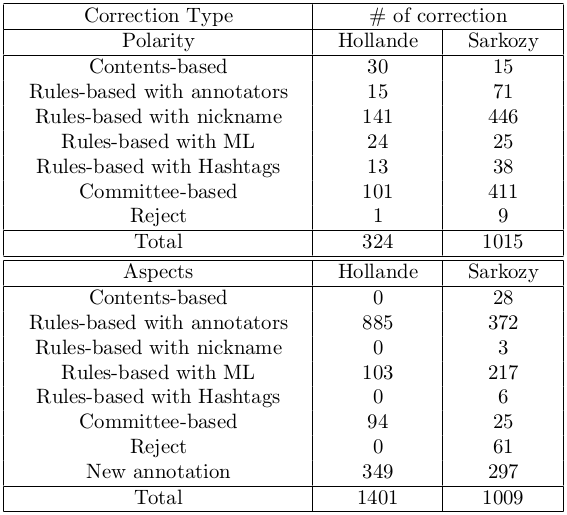 Correction Type # of correction
Polarity Hollande Sarkozy
Contents-based 30 15
Rules-based with annotators 15 71
Rules-based with nickname 141 446
Rules-based with ML 24 25
Rules-based with Hashtags 13 38
Committee-based 101 411
Reject 1 9
Total 324 1015
Aspects Hollande Sarkozy
Contents-based 0 28
Rules-based with annotators 885 372
Rules-based with nickname 0 3
Rules-based with ML 103 217
Rules-based with Hashtags 0 6
Committee-based 94 25
Reject 0 61
New annotation 349 297
Total 1401 1009